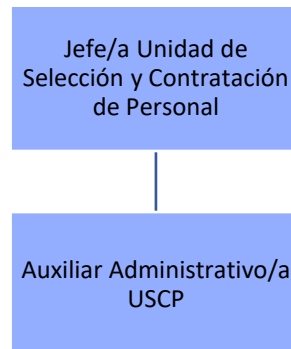 Jefe/a Unidad de
Selección y Contratación
de Personal
Auxiliar Administrativo/a
USCP